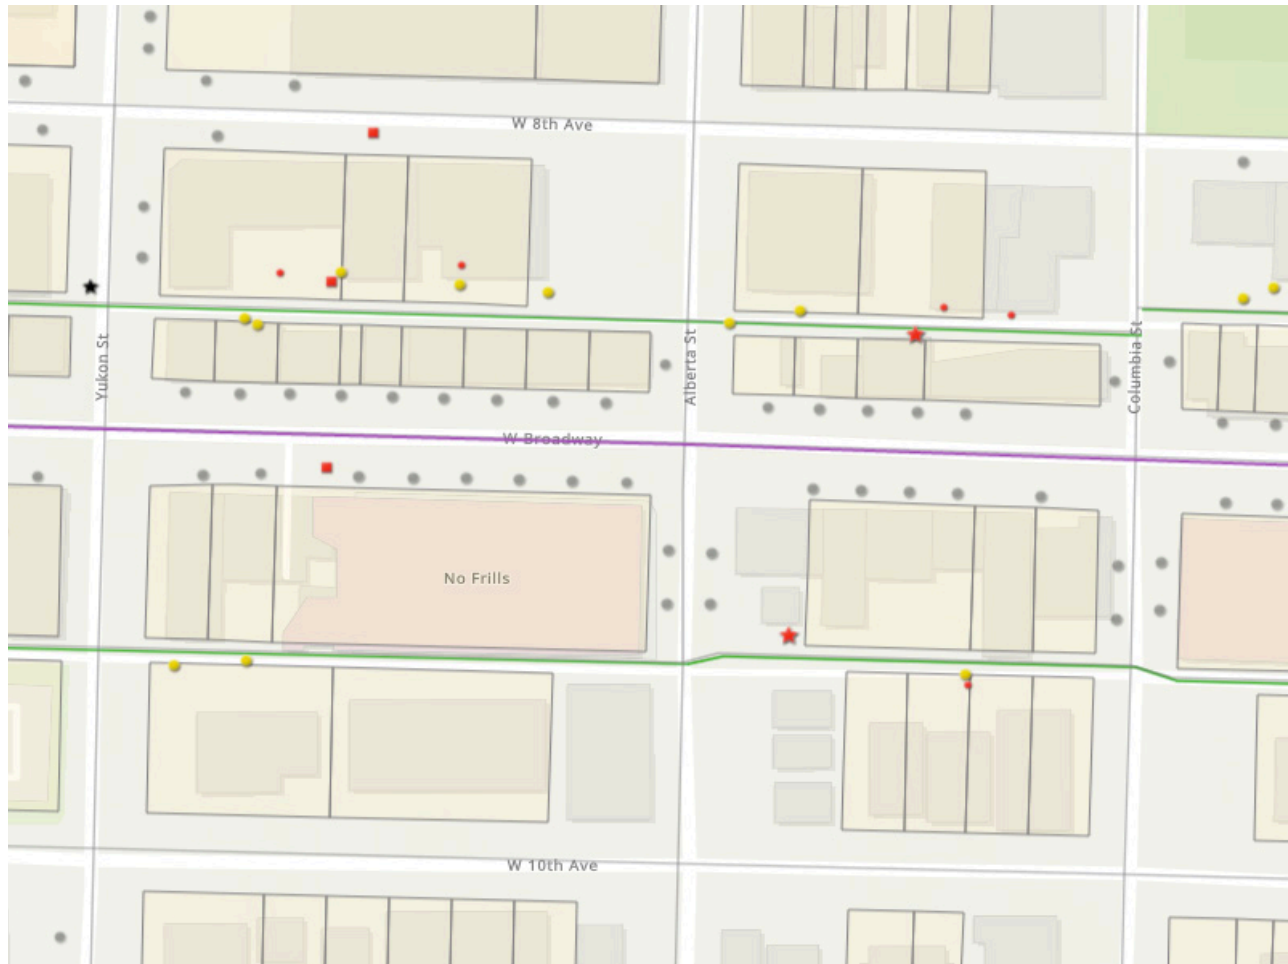 W 8th Ave
Yukon St
Alberta St
Columbia St
W Broadway
No Frills
W 10th Ave